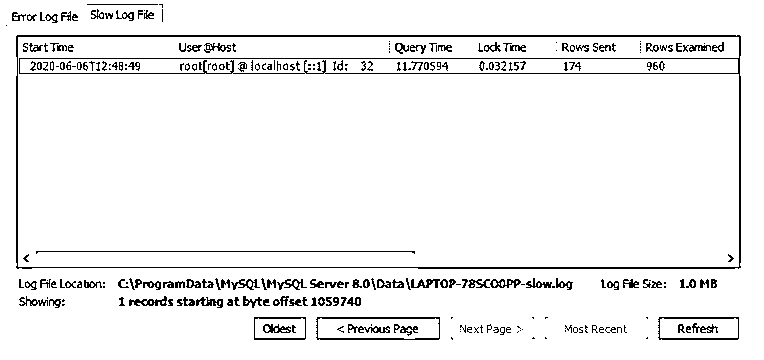 Error Log File Slow Log File
Start Time User@Host Query Time Lock Time Rows Sent Rows Examined
2020-06-06T12:48:49 root[root] @ localhost [::1] Id: 32 11.770594 0.032157 174 960
Log File Location: C:\ProgramData\MySQL\MySQL Server 8.0\Data\LAPTOP-78SCO0PP-slow.log Log File Size: 1.0 MB
Showing: 1 records starting at byte offset 1059740
Oldest < Previous Page Next Page > Most Recent Refresh